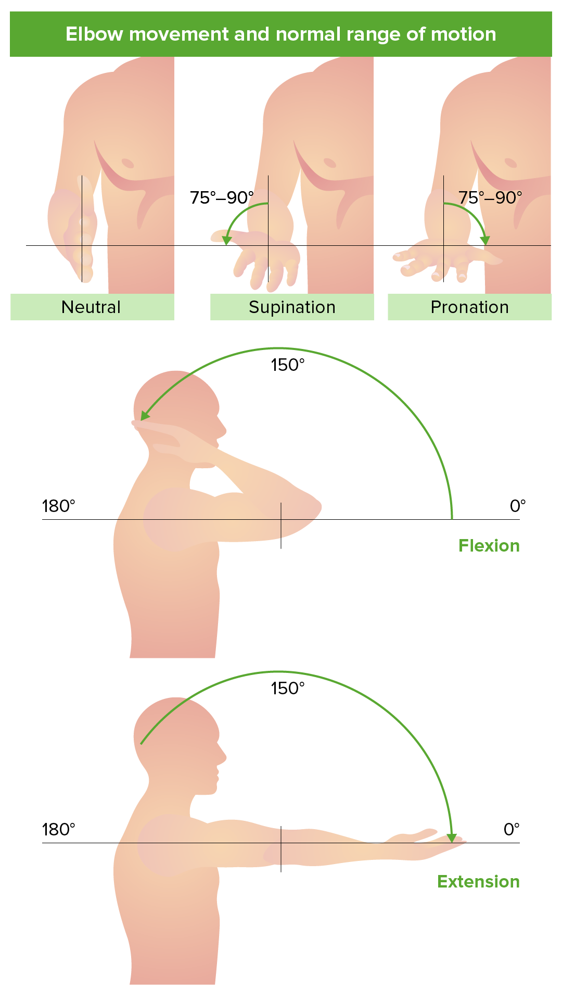 Elbow movement and normal range of motion
75°–90°
75°–90°
Neutral
Supination
Pronation
150°
180°
0°
Flexion
150°
180°
0°
Extension